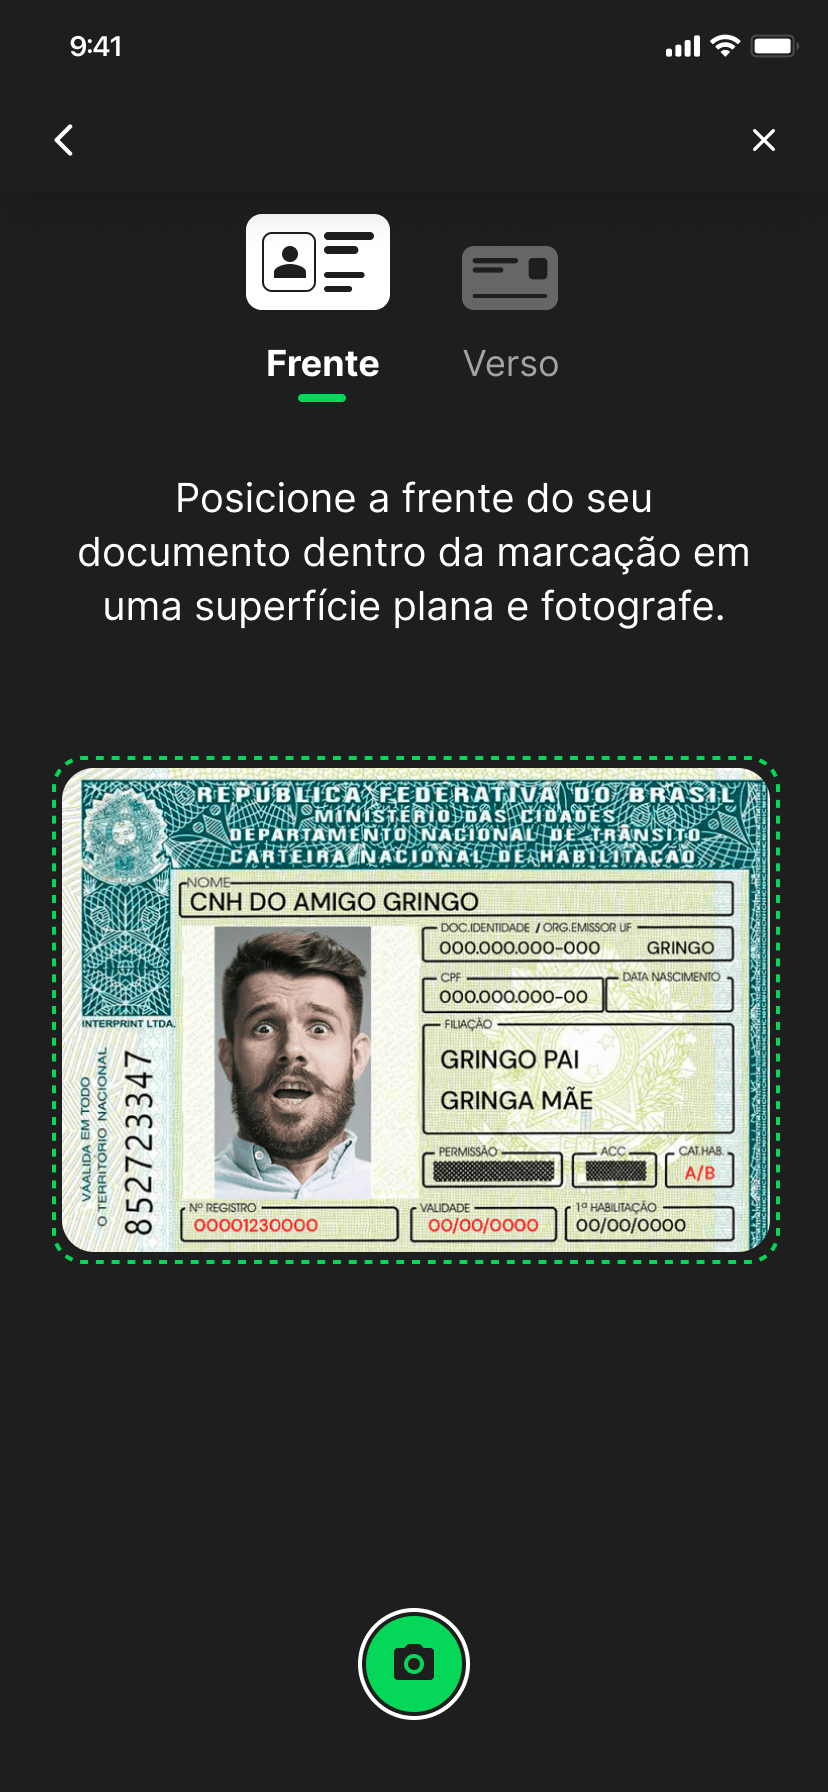 9:41
Frente
Verso
Posicione a frente do seu
documento dentro da marcação em
uma superfície plana e fotografe.
REPÚBLICA FEDERATIVA DO BRASIL
MINISTÉRIO DAS CIDADES
DEPARTAMENTO NACIONAL DE TRÂNSITO
CARTEIRA NACIONAL DE HABILITAÇÃO
NOME
CNH DO AMIGO GRINGO
DOC.IDENTIDADE / ORG.EMISSOR UF
000.000.000-000 GRINGO
CPF DATA NASCIMENTO
000.000.000-00
FILIAÇÃO
GRINGO PAI
GRINGA MÃE
INTERPRINT LTDA.
VÁALIDA EM TODO
O TERRITÓRIO NACIONAL
852723347
PERMISSÃO ACC CAT.HAB.
A/B
Nº REGISTRO VALIDADE 1ª HABILITAÇÃO
00001230000 00/00/0000 00/00/0000